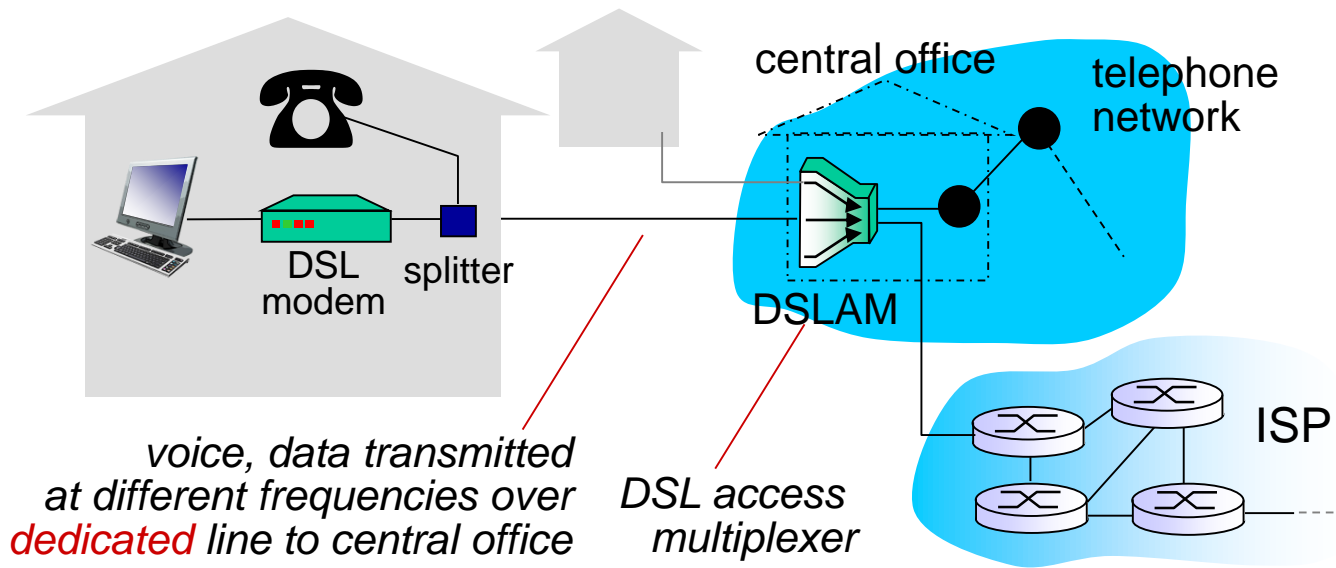 central office
telephone
network
DSL
modem
splitter
DSLAM
ISP
voice, data transmitted
at different frequencies over
dedicated line to central office
DSL access
multiplexer